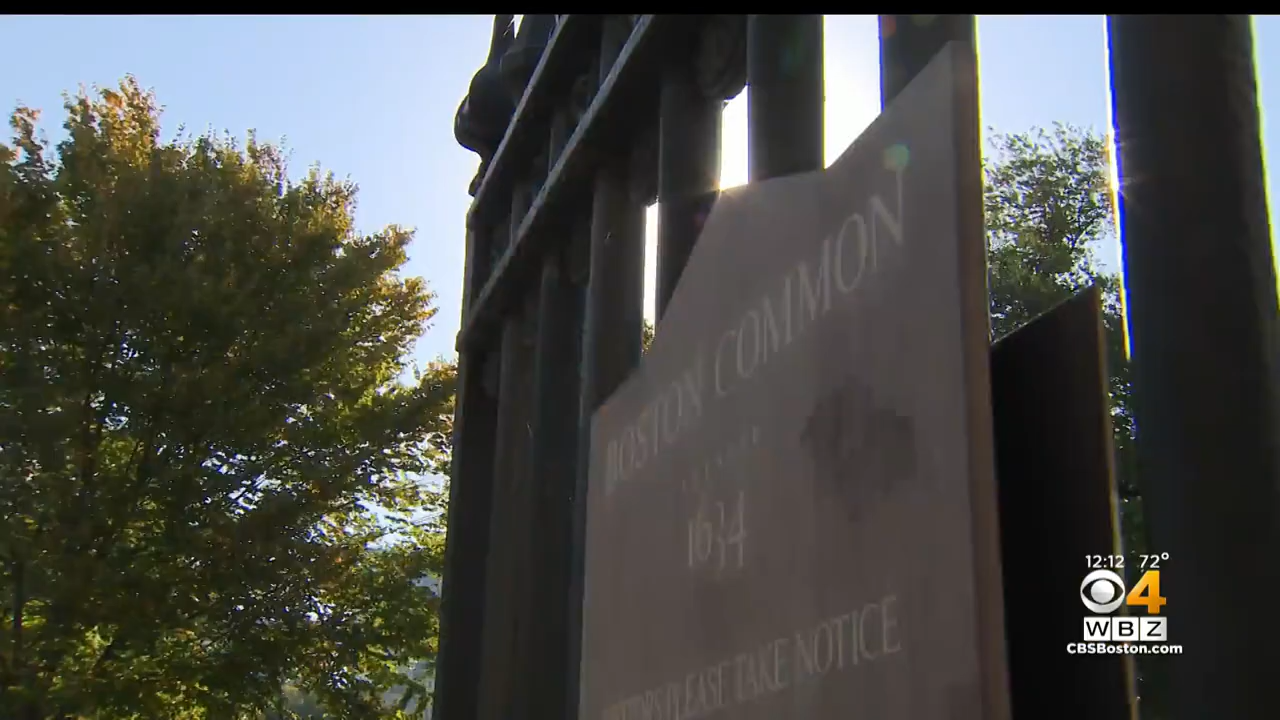 BOSTON COMMON
1634
PLEASE TAKE NOTICE
12:12 72°
4
WBZ
CBSBoston.com